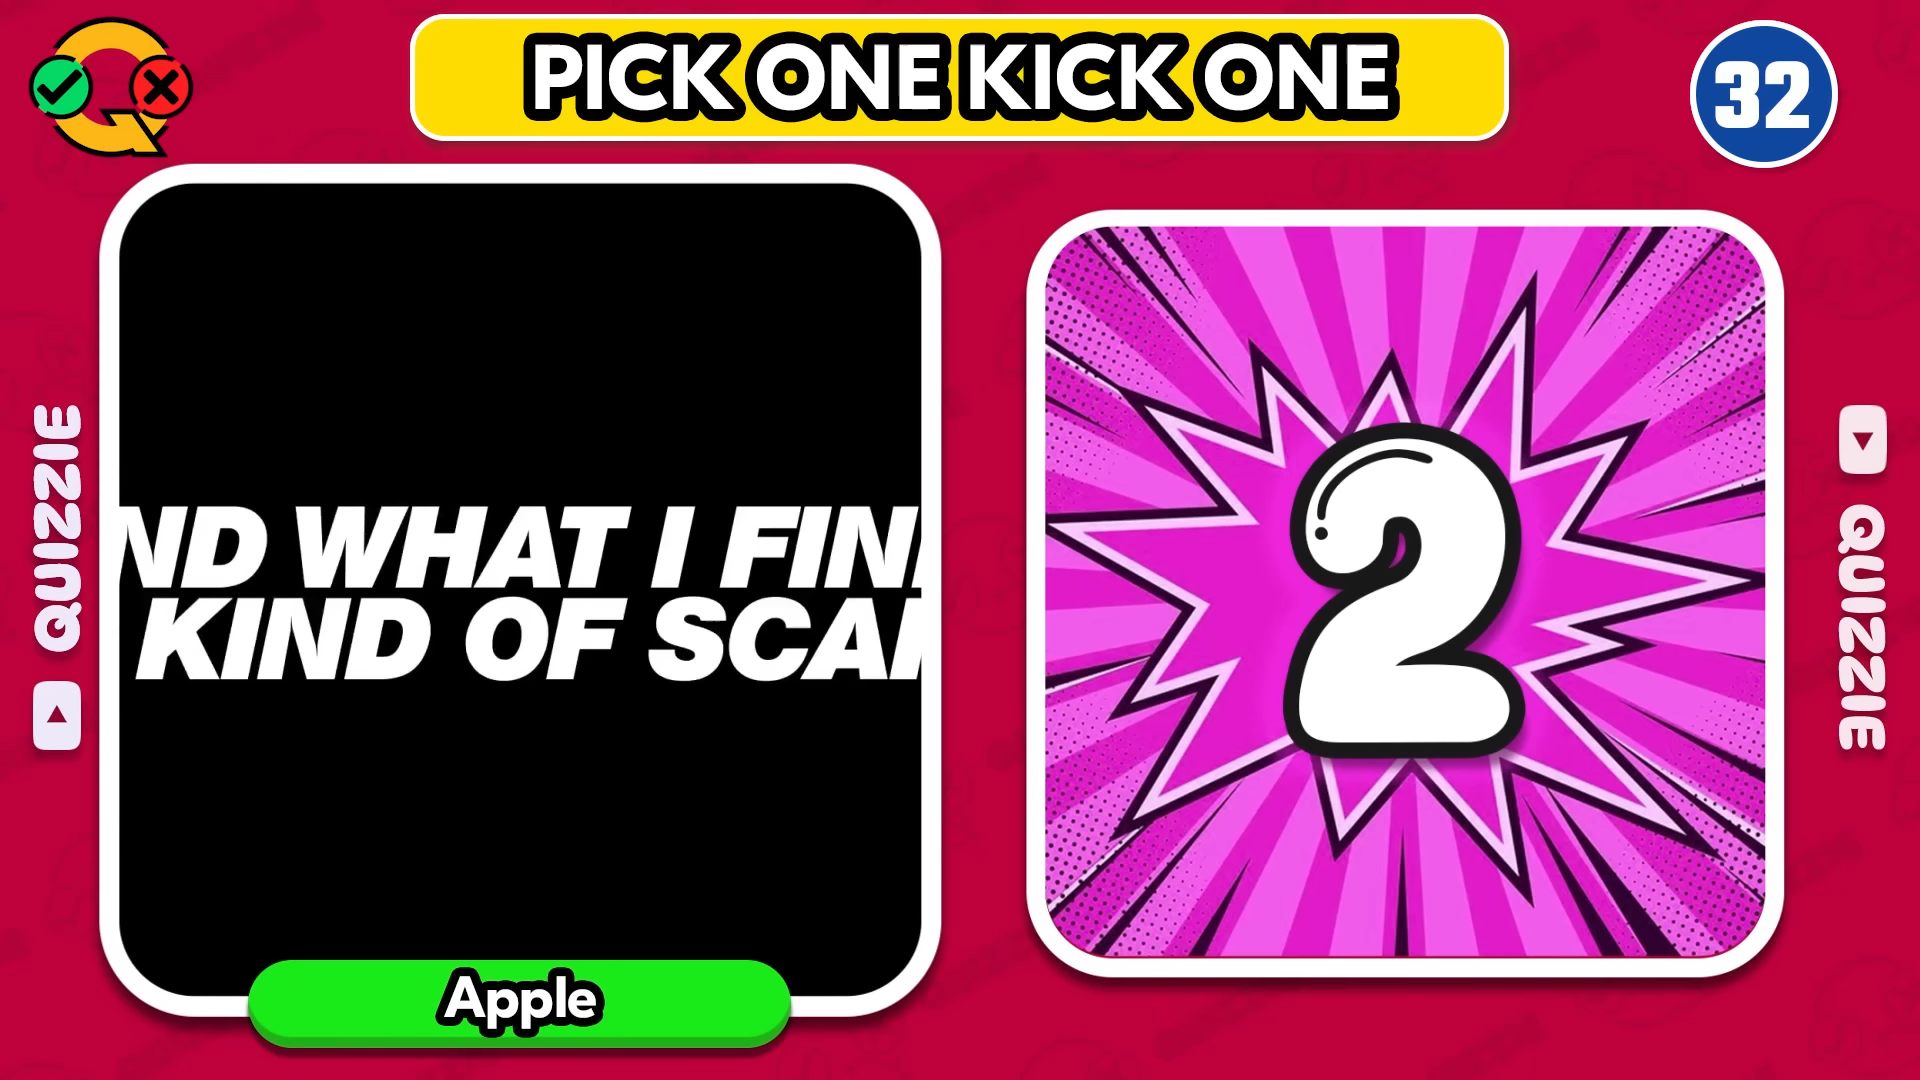 PICK ONE KICK ONE
32
ND WHAT I FIN
KIND OF SCA
Apple
2
QUIZZIE
QUIZZIE